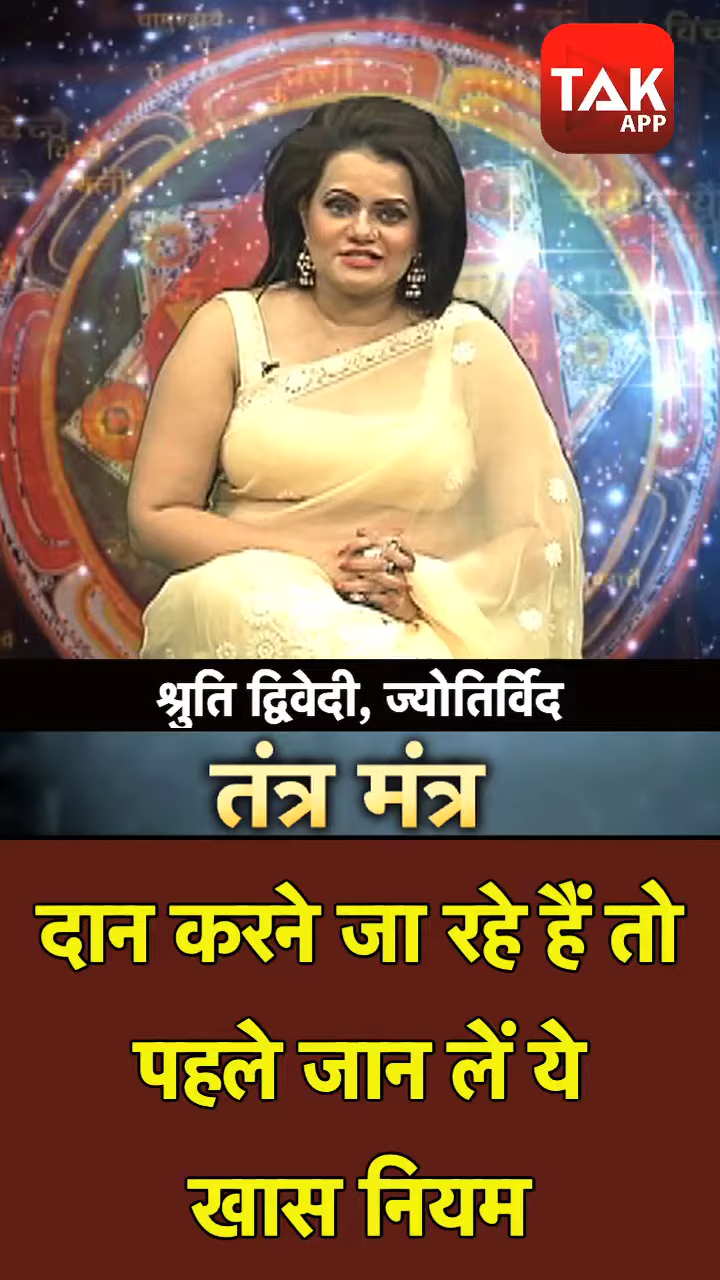 TAK
APP
श्रुति द्विवेदी, ज्योतिर्विद
तंत्र मंत्र
दान करने जा रहे हैं तो
पहले जान लें ये
खास नियम